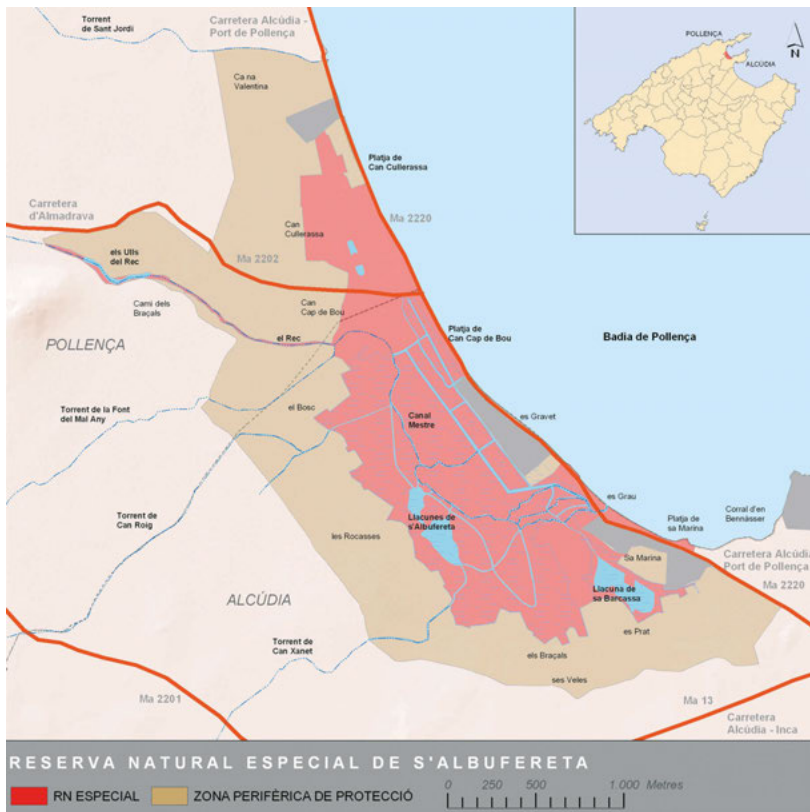 Torrent
de Sant Jordi
Carretera Alcúdia -
Port de Pollença
POLLENÇA
ALCÚDIA
N
Ca na
Valentina
Platja de
Can Cullerassa
Carretera
d'Almadrava
Ma 2220
Can
Cullerassa
els Ulls
del Rec
Ma 2202
Camí dels
Braçals
Can
Cap de Bou
el Rec
Platja de
Can Cap de Bou
Badia de Pollença
POLLENÇA
Torrent de la Font
del Mal Any
el Bosc
Canal
Mestre
es Gravet
Torrent de
Can Roig
Llacunes de
s'Albufereta
es Grau
Platja de
sa Marina
Corral d'en
Bennàsser
les Rocasses
Sa Marina
Carretera Alcúdia
Port de Pollença
Ma 2220
ALCÚDIA
Llacuna de
sa Barcassa
Torrent de
Can Xanet
es Prat
els Braçals
ses Veles
Ma 2201
Ma 13
Carretera
Alcúdia - Inca
RESERVA NATURAL ESPECIAL DE S'ALBUFERETA
RN ESPECIAL
ZONA PERIFÈRICA DE PROTECCIÓ
0 250 500 1.000 Metres